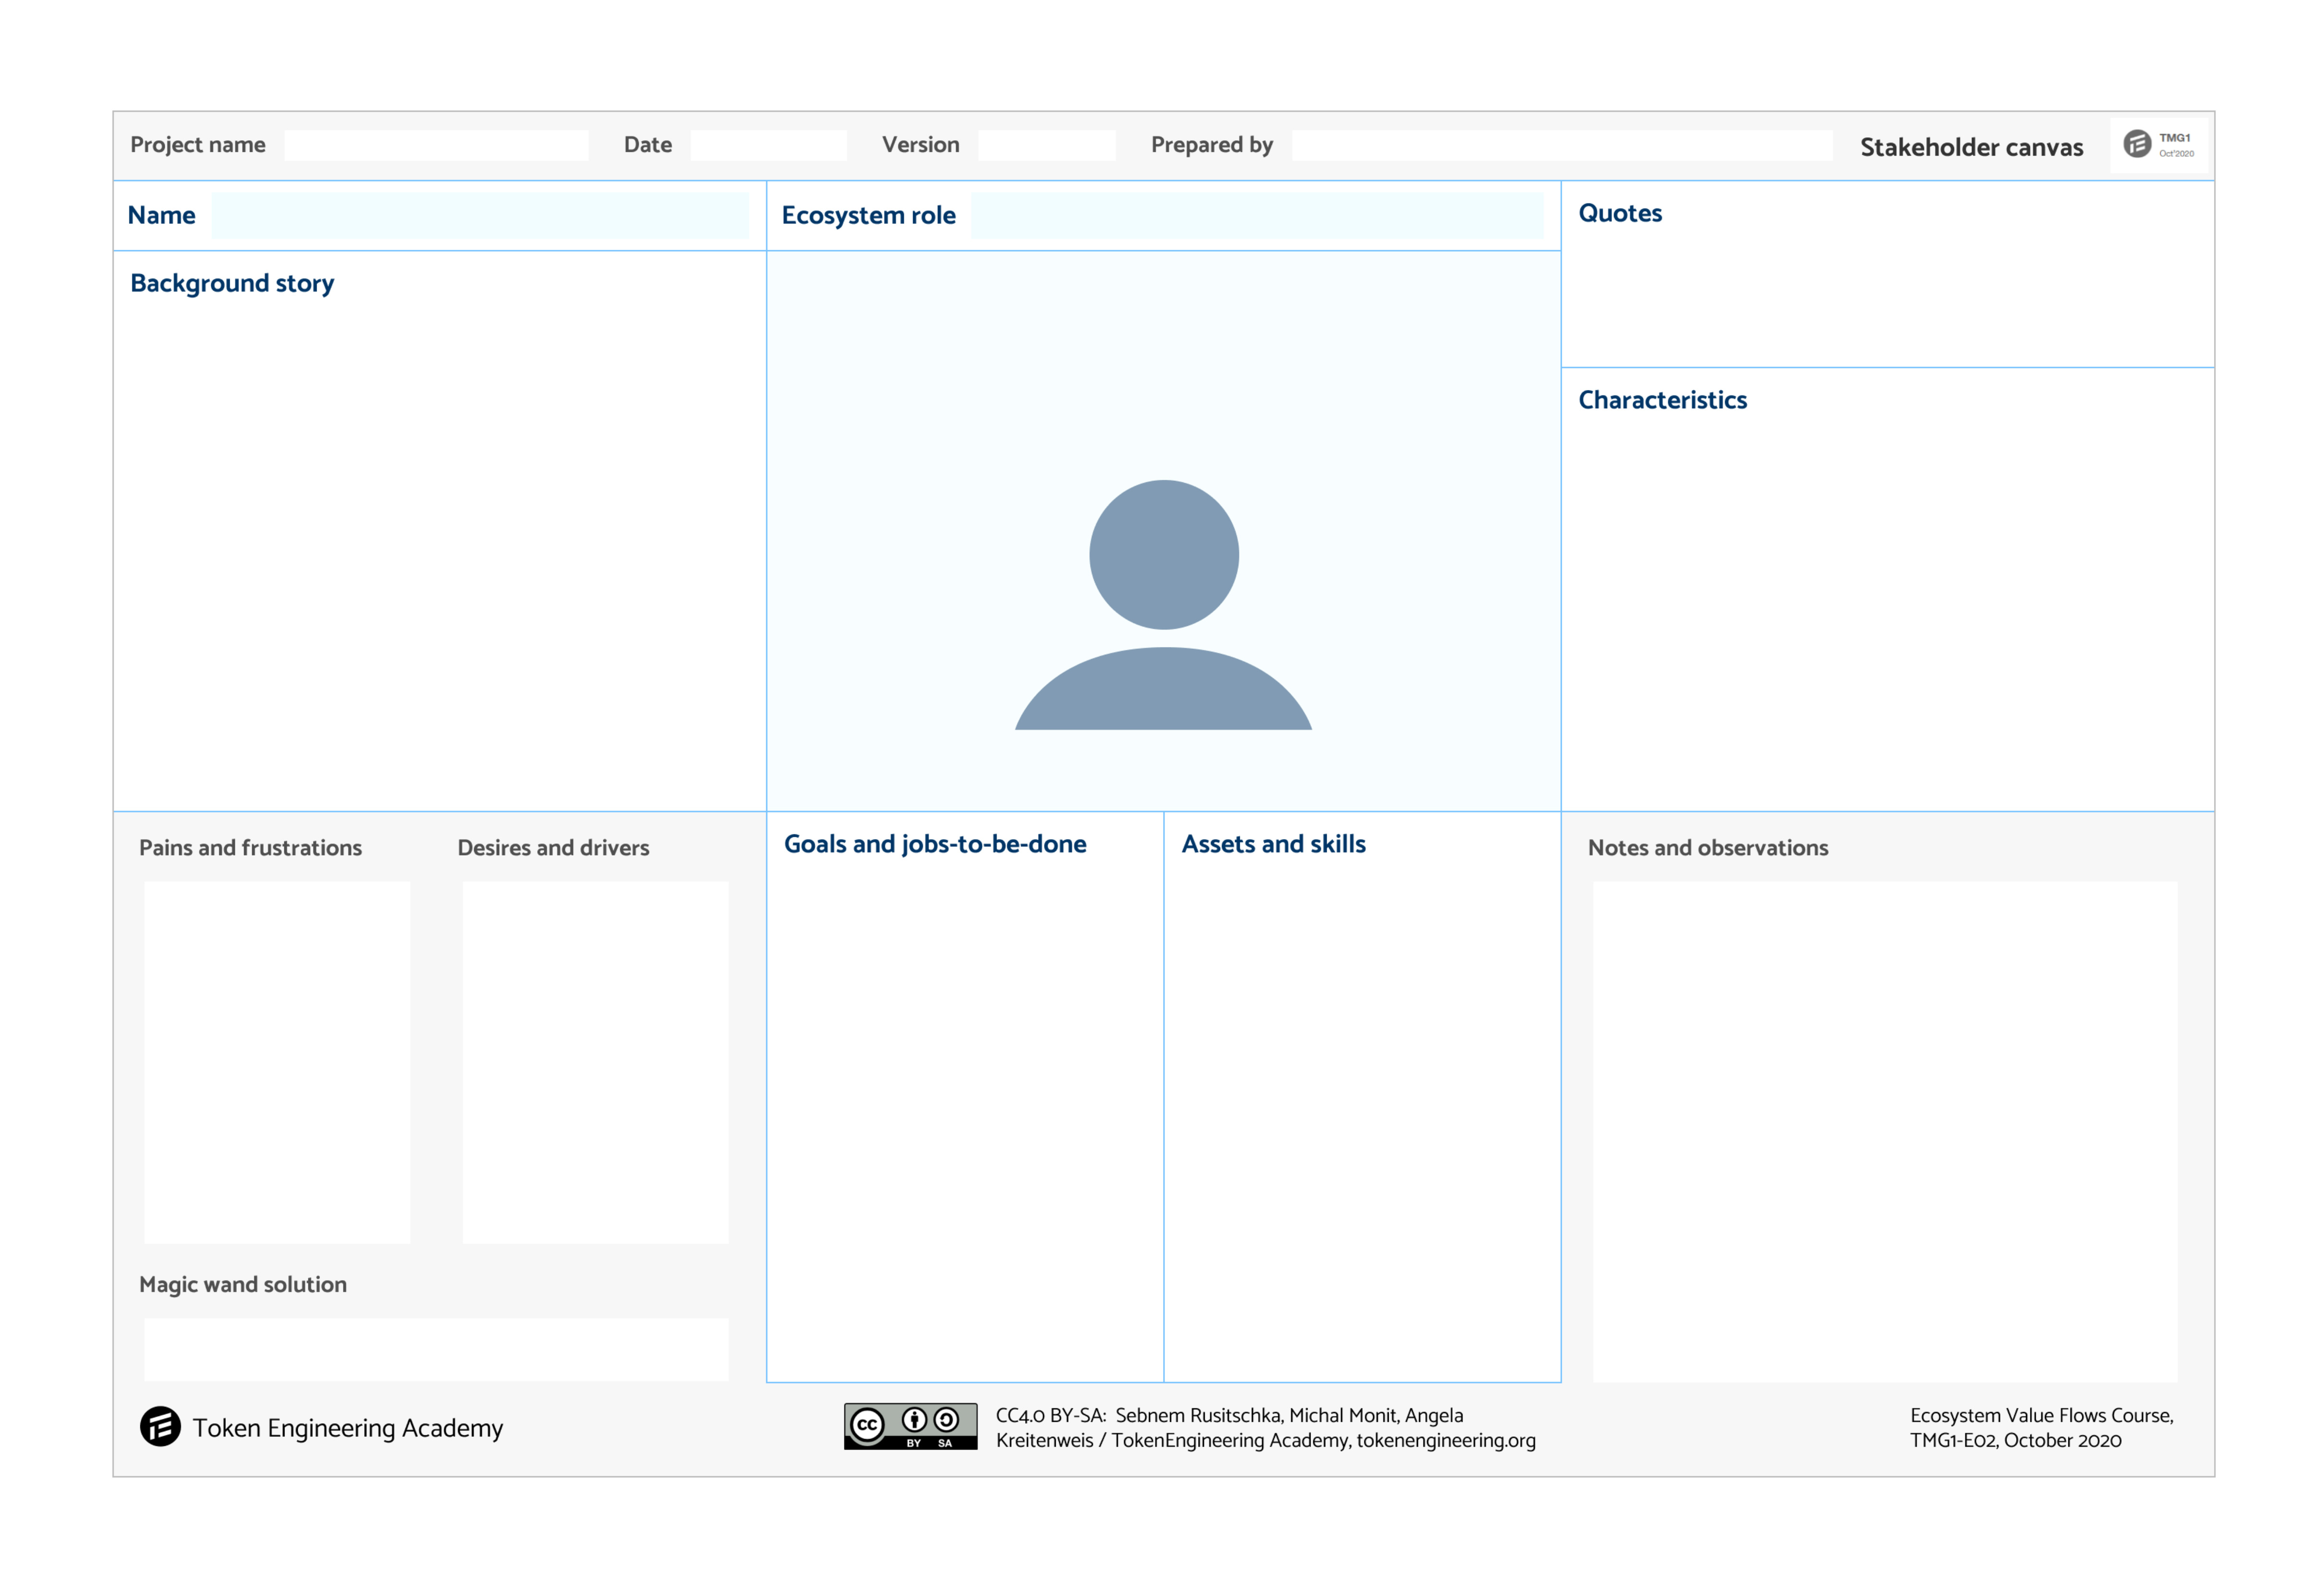 Project name
Date
Version
Prepared by
Stakeholder canvas
TMG1
Oct'2020
Name
Ecosystem role
Quotes
Background story
Characteristics
Pains and frustrations
Desires and drivers
Goals and jobs-to-be-done
Assets and skills
Notes and observations
Magic wand solution
Token Engineering Academy
cc
BY SA
CC4.0 BY-SA: Sebnem Rusitschka, Michal Monit, Angela
Kreitenweis / TokenEngineering Academy, tokenengineering.org
Ecosystem Value Flows Course,
TMG1-E02, October 2020